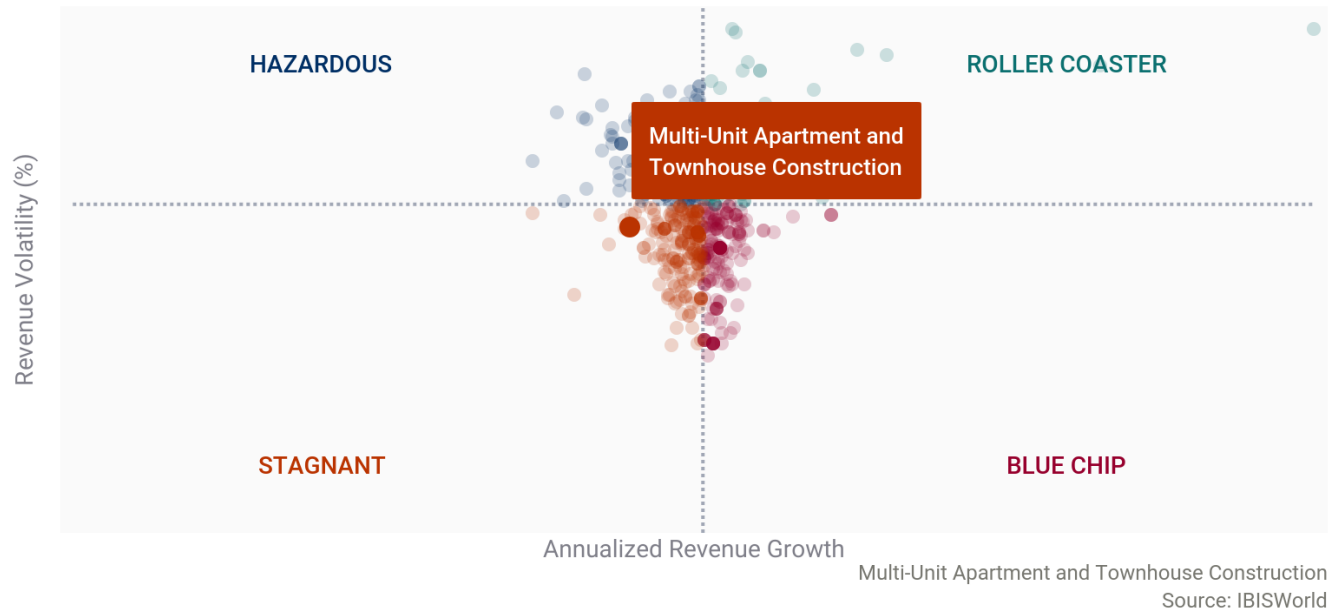 HAZARDOUS
ROLLER COASTER
Multi-Unit Apartment and
Townhouse Construction
Revenue Volatility (%)
STAGNANT
BLUE CHIP
Annualized Revenue Growth
Multi-Unit Apartment and Townhouse Construction
Source: IBISWorld